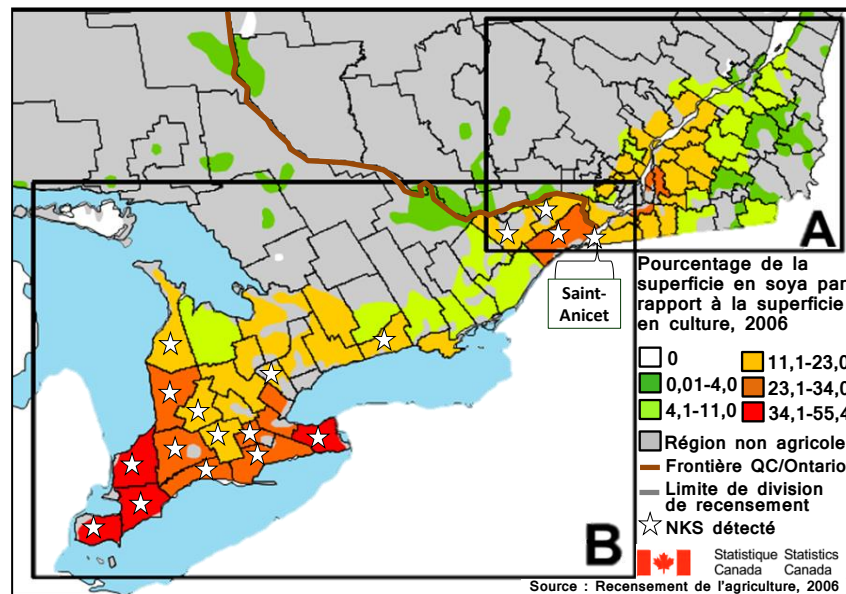 A
Saint-
Anicet
Pourcentage de la
superficie en soya par
rapport à la superficie
en culture, 2006
0
11,1-23,0
0,01-4,0
23,1-34,0
4,1-11,0
34,1-55,4
Région non agricole
Frontière QC/Ontario
Limite de division
de recensement
NKS détecté
B
Statistique Statistics
Canada Canada
Source : Recensement de l'agriculture, 2006